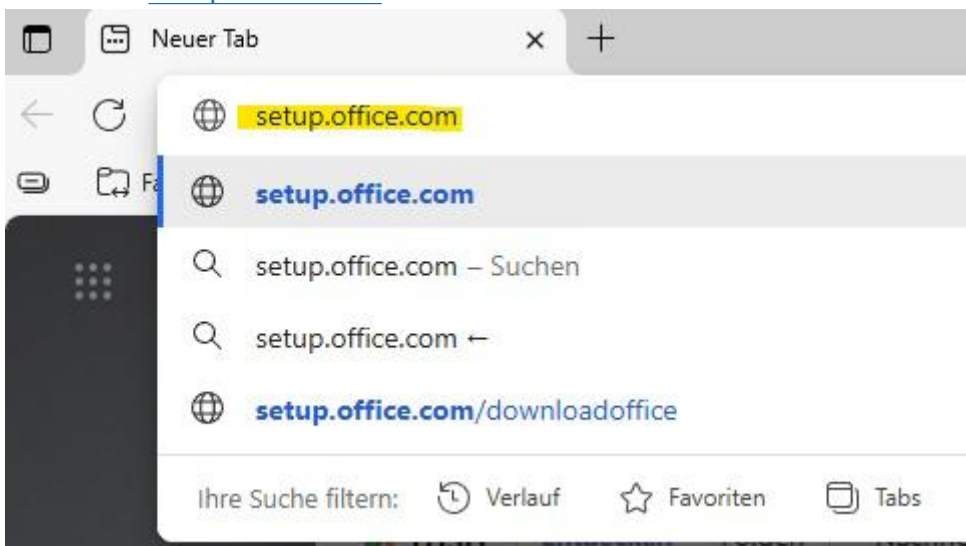 Neuer Tab
setup.office.com
Fa
setup.office.com
setup.office.com – Suchen
setup.office.com ←
setup.office.com/downloadoffice
Ihre Suche filtern: Verlauf Favoriten Tabs